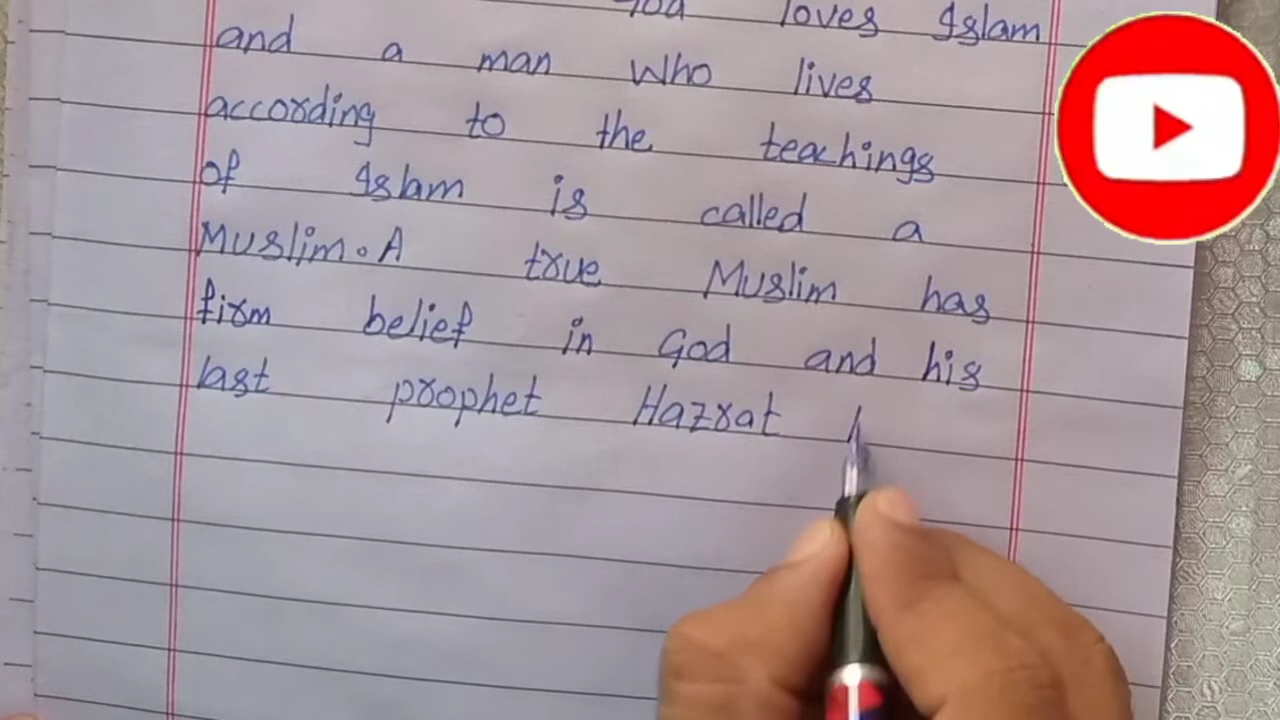 God loves Islam
and a man who lives
according to the teachings
of Islam is called a
Muslim. A true Muslim has
firm belief in God and his
last prophet Hazrat